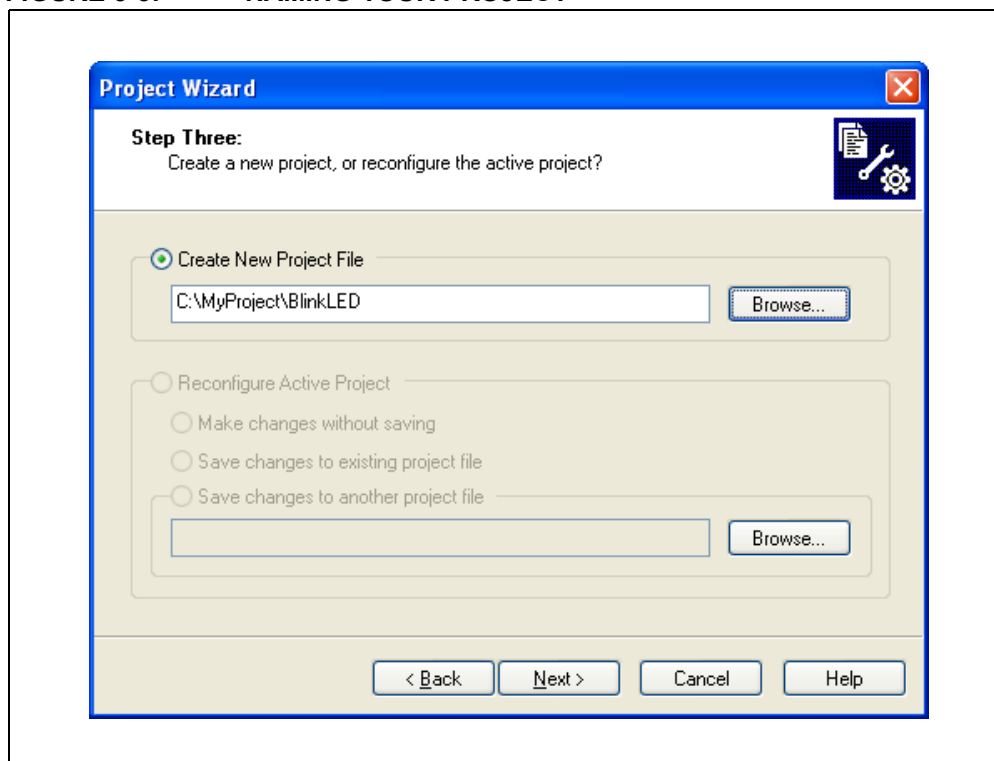 Project Wizard
Step Three:
Create a new project, or reconfigure the active project?
Create New Project File
C:\MyProject\BlinkLED
Browse...
Reconfigure Active Project
Make changes without saving
Save changes to existing project file
Save changes to another project file
Browse...
< Back
Next >
Cancel
Help